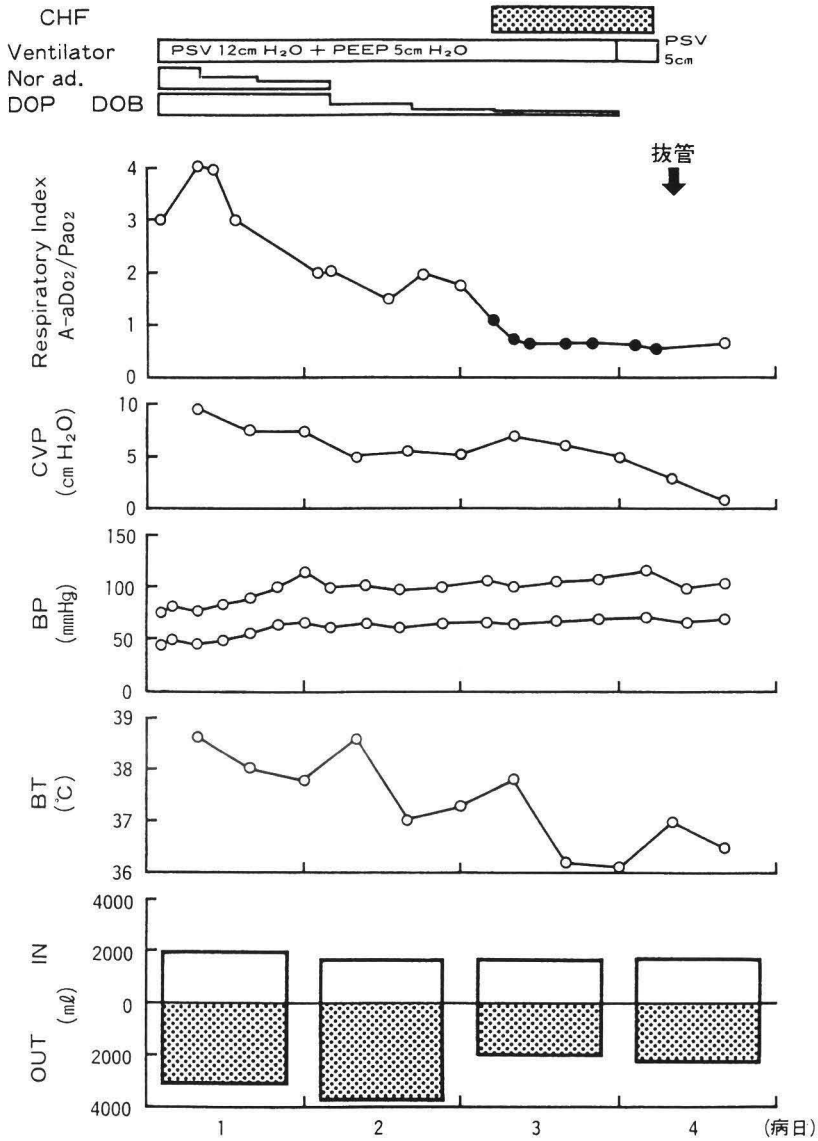 CHF
Ventilator PSV 12cm H₂O + PEEP 5cm H₂O PSV 5cm
Nor ad.
DOP DOB
抜管
Respiratory Index
A-aDo₂/Pao₂
4
3
2
1
0
CVP
(cm H₂O)
10
5
0
BP
(mmHg)
150
100
50
0
BT
(℃)
39
38
37
36
OUT (mℓ) IN
4000
2000
0
2000
4000
1 2 3 4 (病日)